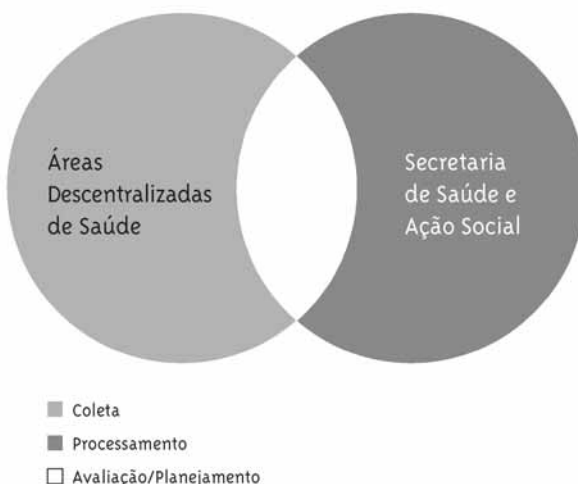 Áreas
Descentralizadas
de Saúde
Secretaria
de Saúde e
Ação Social
Coleta
Processamento
Avaliação/Planejamento